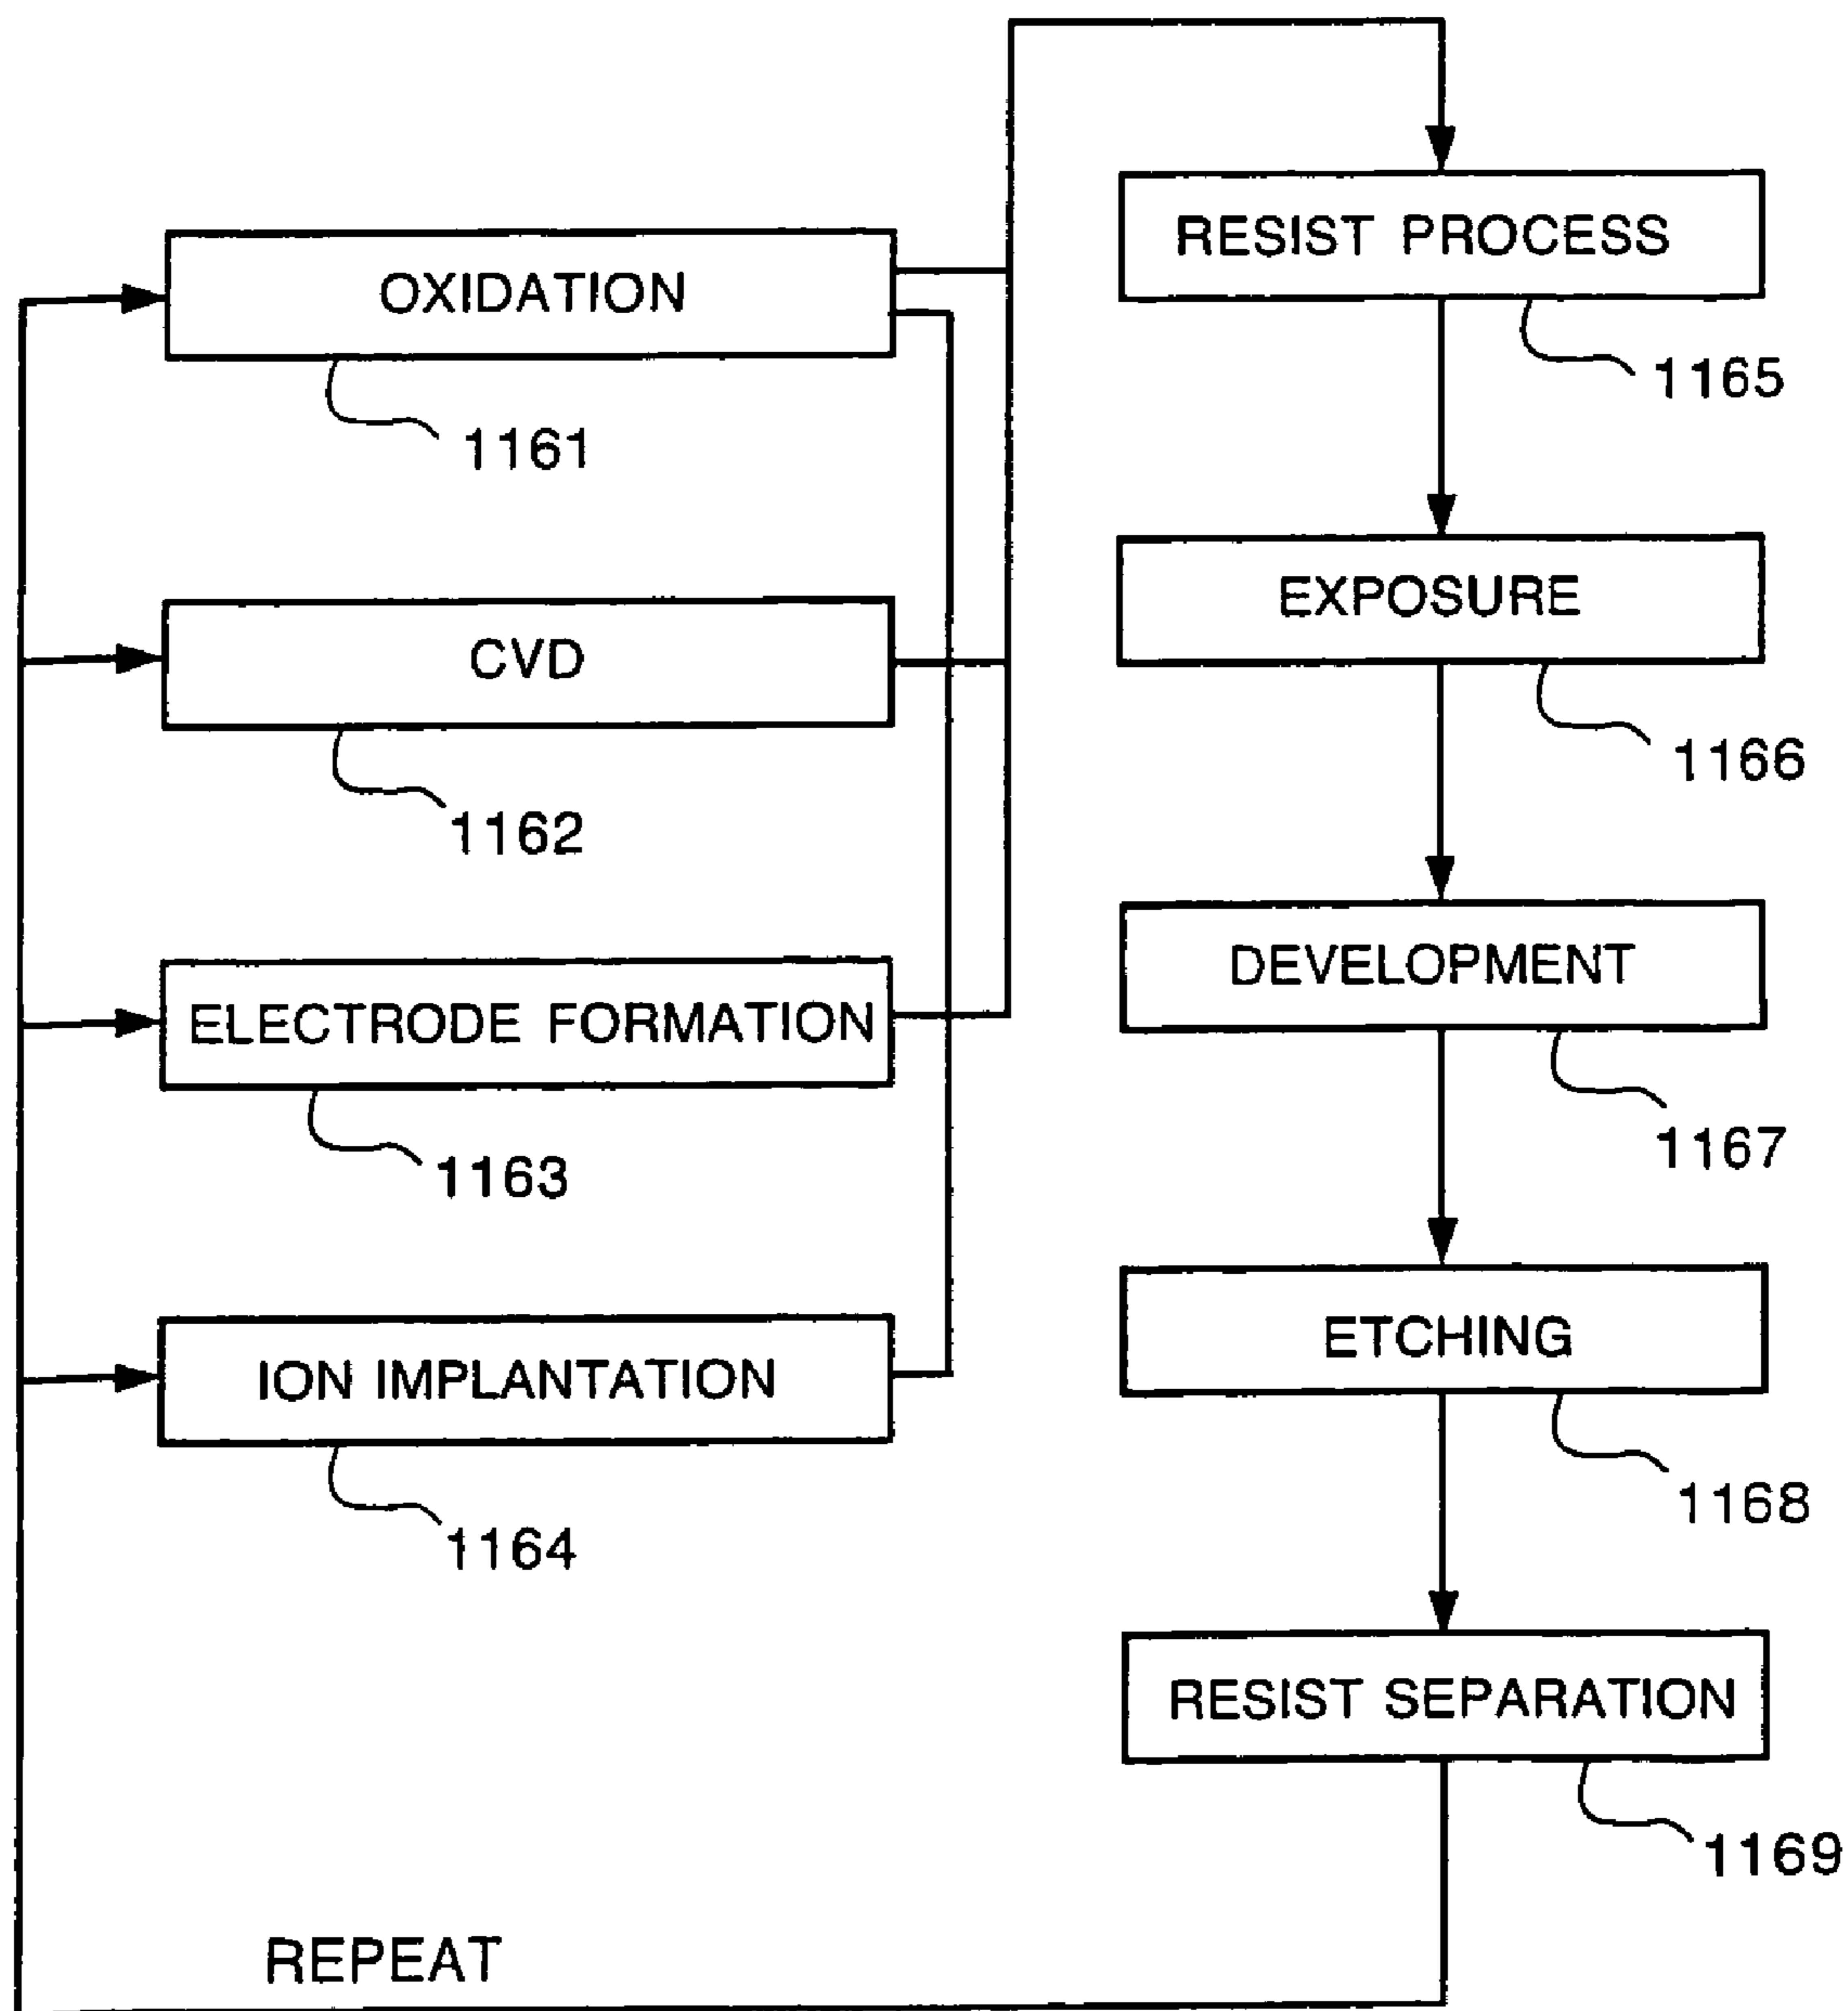 OXIDATION
1161
CVD
1162
ELECTRODE FORMATION
1163
ION IMPLANTATION
1164
RESIST PROCESS
1165
EXPOSURE
1166
DEVELOPMENT
1167
ETCHING
1168
RESIST SEPARATION
1169
REPEAT